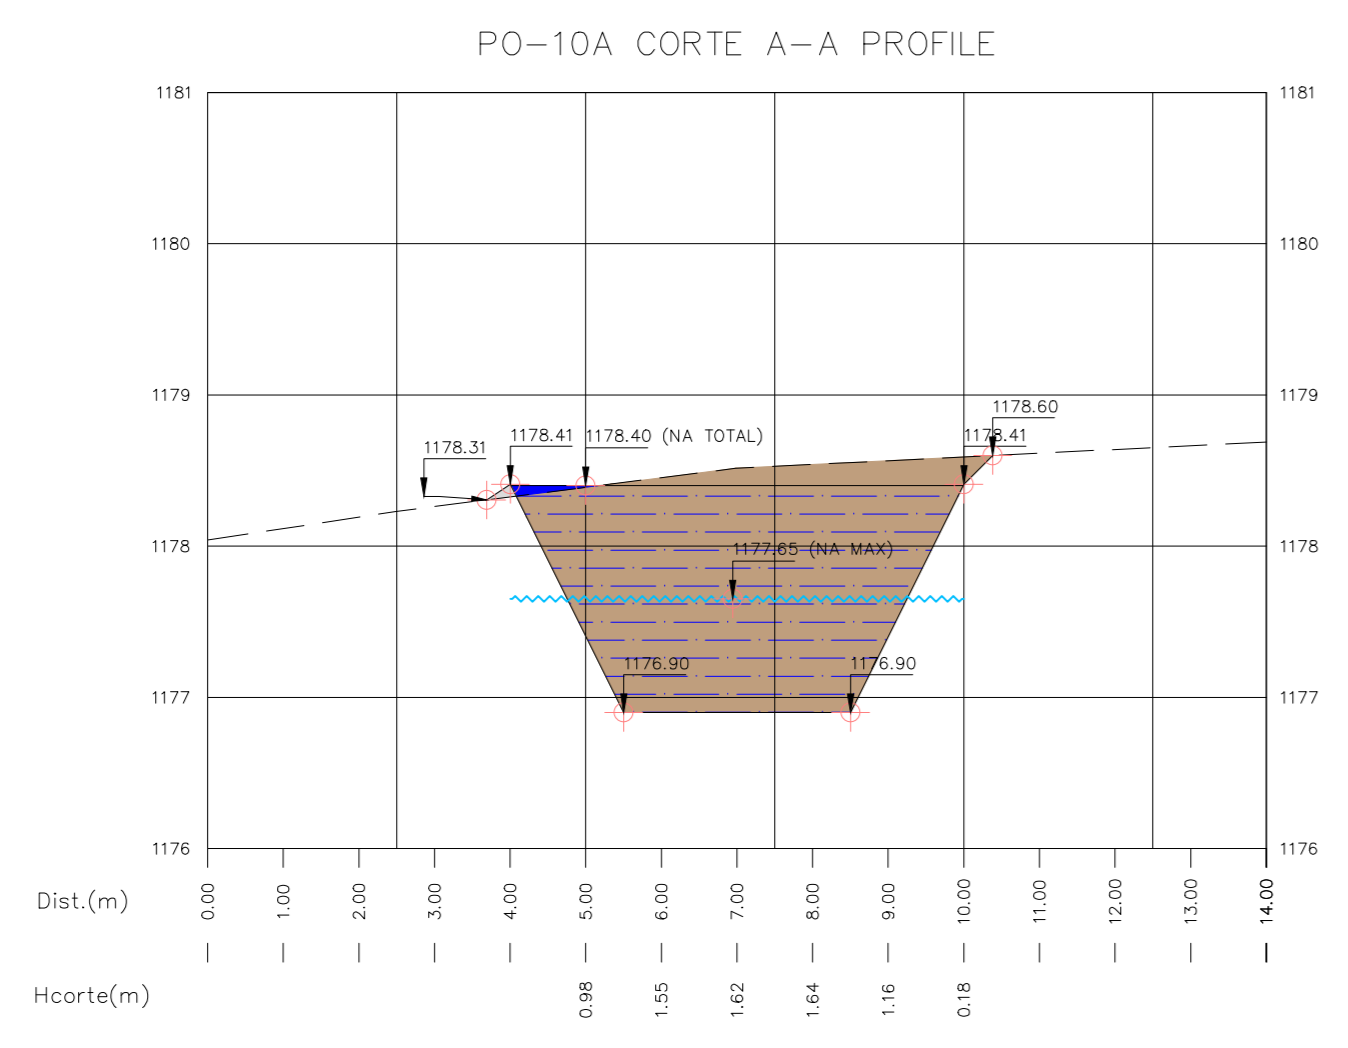 PO-10A CORTE A-A PROFILE
1181 1181
1180 1180
1179 1179
1178.60
1178.31 1178.41 1178.40 (NA TOTAL) 1178.41
1178 1177.65 (NA MAX) 1178
1176.90 1176.90
1177 1177
1176 1176
Dist.(m) 0.00 1.00 2.00 3.00 4.00 5.00 6.00 7.00 8.00 9.00 10.00 11.00 12.00 13.00 14.00
Hcorte(m) 0.98 1.55 1.62 1.64 1.16 0.18